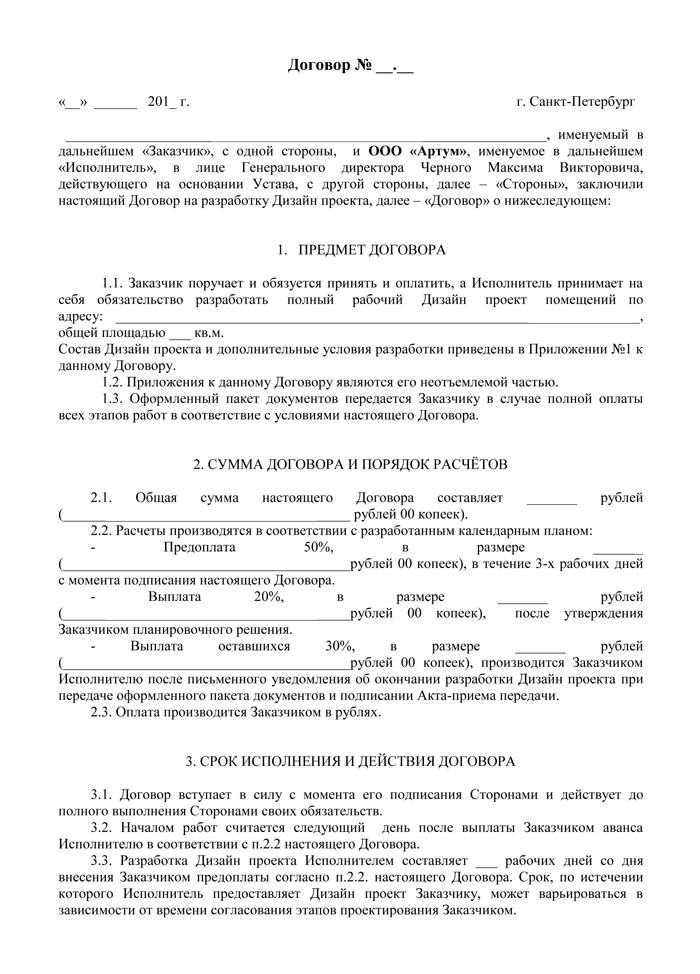 Договор № __.__
«__» ______ 201_ г. г. Санкт-Петербург
__________________________________________________________________, именуемый в
дальнейшем «Заказчик», с одной стороны, и ООО «Артум», именуемое в дальнейшем
«Исполнитель», в лице Генерального директора Черного Максима Викторовича,
действующего на основании Устава, с другой стороны, далее – «Стороны», заключили
настоящий Договор на разработку Дизайн проекта, далее – «Договор» о нижеследующем:
1. ПРЕДМЕТ ДОГОВОРА
1.1. Заказчик поручает и обязуется принять и оплатить, а Исполнитель принимает на
себя обязательство разработать полный рабочий Дизайн проект помещений по
адресу: ________________________________________________________________________,
общей площадью ___ кв.м.
Состав Дизайн проекта и дополнительные условия разработки приведены в Приложении №1 к
данному Договору.
1.2. Приложения к данному Договору являются его неотъемлемой частью.
1.3. Оформленный пакет документов передается Заказчику в случае полной оплаты
всех этапов работ в соответствие с условиями настоящего Договора.
2. СУММА ДОГОВОРА И ПОРЯДОК РАСЧЁТОВ
2.1. Общая сумма настоящего Договора составляет _______ рублей
(________________________________________ рублей 00 копеек).
2.2. Расчеты производятся в соответствии с разработанным календарным планом:
- Предоплата 50%, в размере _______
(________________________________________рублей 00 копеек), в течение 3-х рабочих дней
с момента подписания настоящего Договора.
- Выплата 20%, в размере _______ рублей
(________________________________________рублей 00 копеек), после утверждения
Заказчиком планировочного решения.
- Выплата оставшихся 30%, в размере _______ рублей
(________________________________________рублей 00 копеек), производится Заказчиком
Исполнителю после письменного уведомления об окончании разработки Дизайн проекта при
передаче оформленного пакета документов и подписании Акта-приема передачи.
2.3. Оплата производится Заказчиком в рублях.
3. СРОК ИСПОЛНЕНИЯ И ДЕЙСТВИЯ ДОГОВОРА
3.1. Договор вступает в силу с момента его подписания Сторонами и действует до
полного выполнения Сторонами своих обязательств.
3.2. Началом работ считается следующий день после выплаты Заказчиком аванса
Исполнителю в соответствии с п.2.2 настоящего Договора.
3.3. Разработка Дизайн проекта Исполнителем составляет ___ рабочих дней со дня
внесения Заказчиком предоплаты согласно п.2.2. настоящего Договора. Срок, по истечении
которого Исполнитель предоставляет Дизайн проект Заказчику, может варьироваться в
зависимости от времени согласования этапов проектирования Заказчиком.